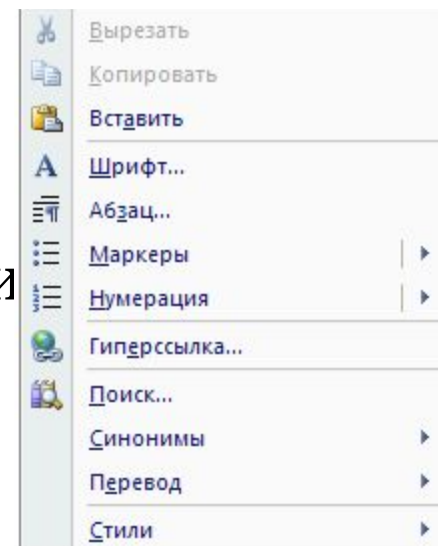 Вырезать
Копировать
Вставить
Шрифт...
Абзац...
Маркеры
и
Нумерация
Гиперссылка...
Поиск...
Синонимы
Перевод
Стили